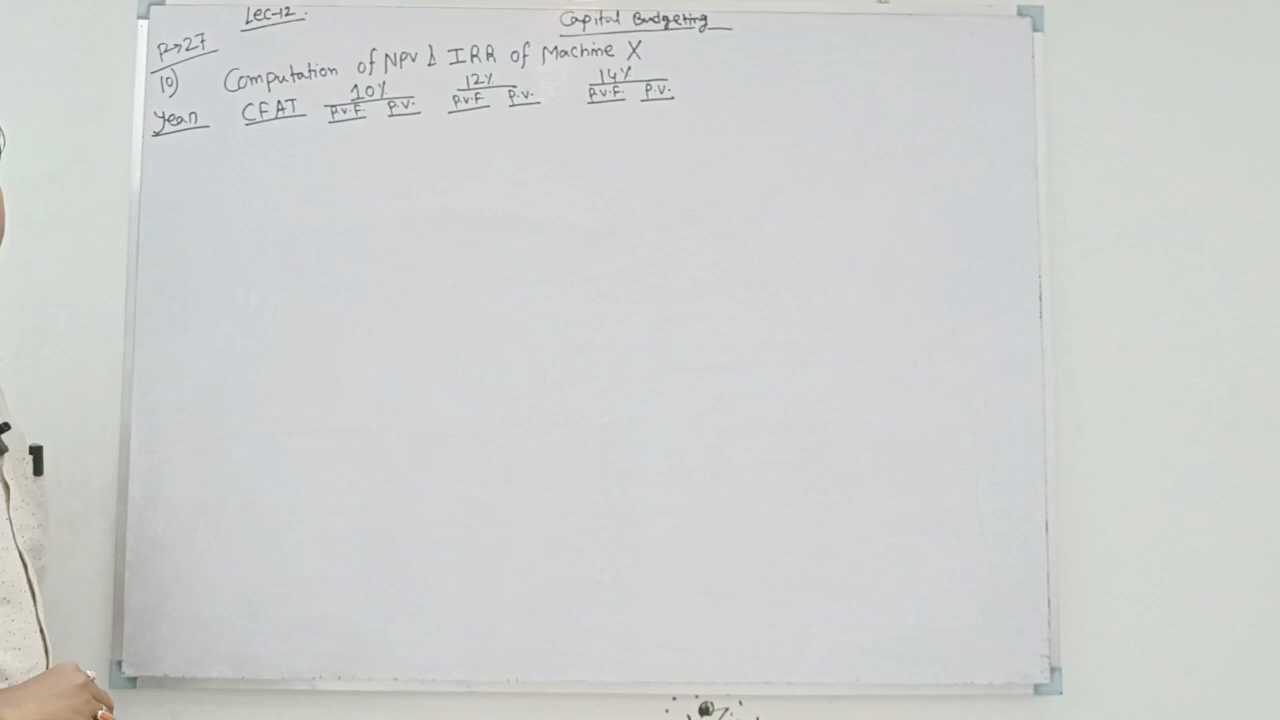 Lec-12.
Capital Budgeting
P→27
10) Computation of NPV & IRR of Machine X
10% 12% 14%
Year CFAT P.V.F. P.V. P.V.F P.V. P.V.F. P.V.